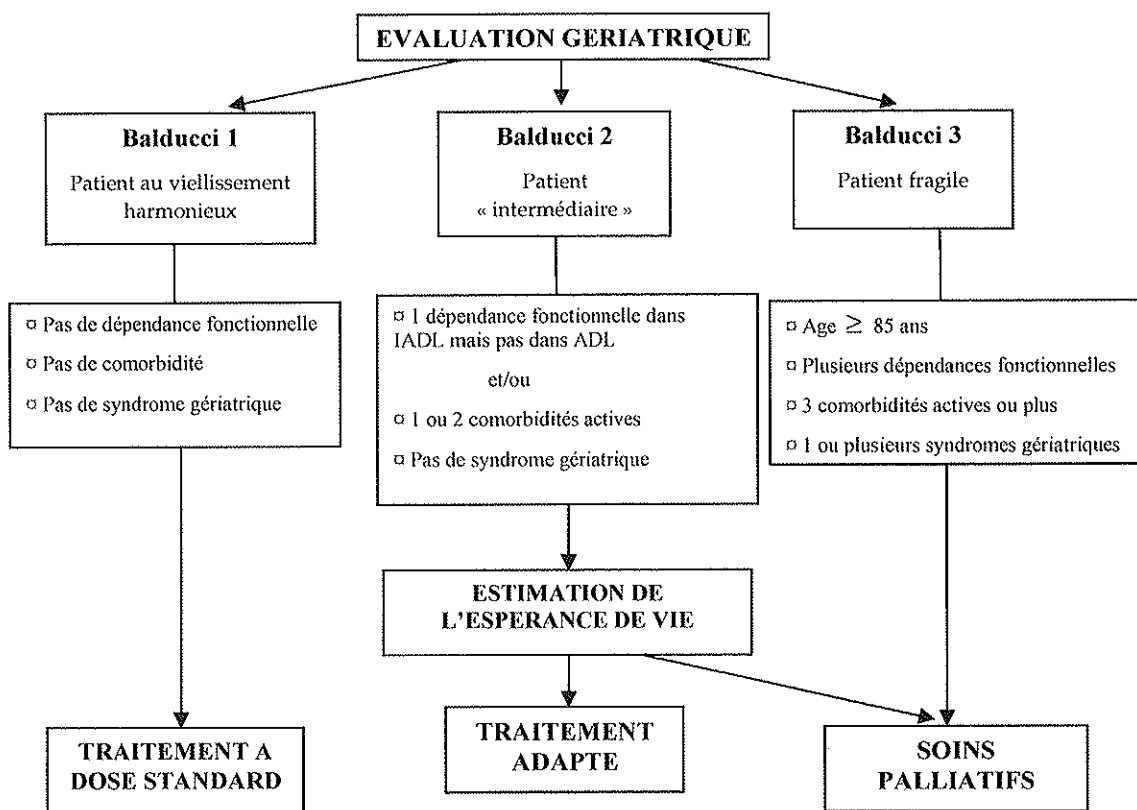 EVALUATION GERIATRIQUE
Balducci 1
Patient au viellissement
harmonieux
Balducci 2
Patient
« intermédiaire »
Balducci 3
Patient fragile
¤ Pas de dépendance fonctionnelle
¤ Pas de comorbidité
¤ Pas de syndrome gériatrique
¤ 1 dépendance fonctionnelle dans
IADL mais pas dans ADL
et/ou
¤ 1 ou 2 comorbidités actives
¤ Pas de syndrome gériatrique
¤ Age ≥ 85 ans
¤ Plusieurs dépendances fonctionnelles
¤ 3 comorbidités actives ou plus
¤ 1 ou plusieurs syndromes gériatriques
ESTIMATION DE
L'ESPERANCE DE VIE
TRAITEMENT A
DOSE STANDARD
TRAITEMENT
ADAPTE
SOINS
PALLIATIFS